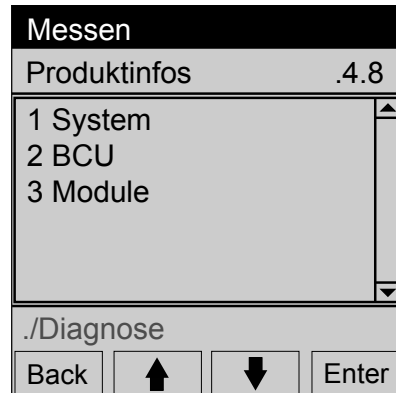 Messen
Produktinfos .4.8
1 System
2 BCU
3 Module
./Diagnose
Back Enter